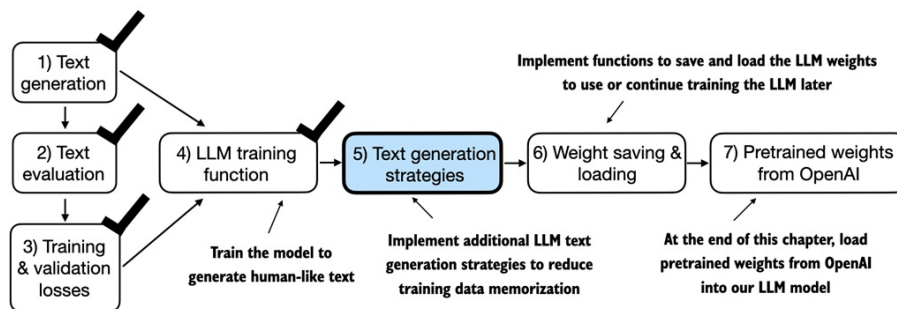 1) Text
generation
2) Text
evaluation
3) Training
& validation
losses
4) LLM training
function
Train the model to
generate human-like text
5) Text generation
strategies
Implement additional LLM text
generation strategies to reduce
training data memorization
Implement functions to save and load the LLM weights
to use or continue training the LLM later
6) Weight saving &
loading
7) Pretrained weights
from OpenAI
At the end of this chapter, load
pretrained weights from OpenAI
into our LLM model